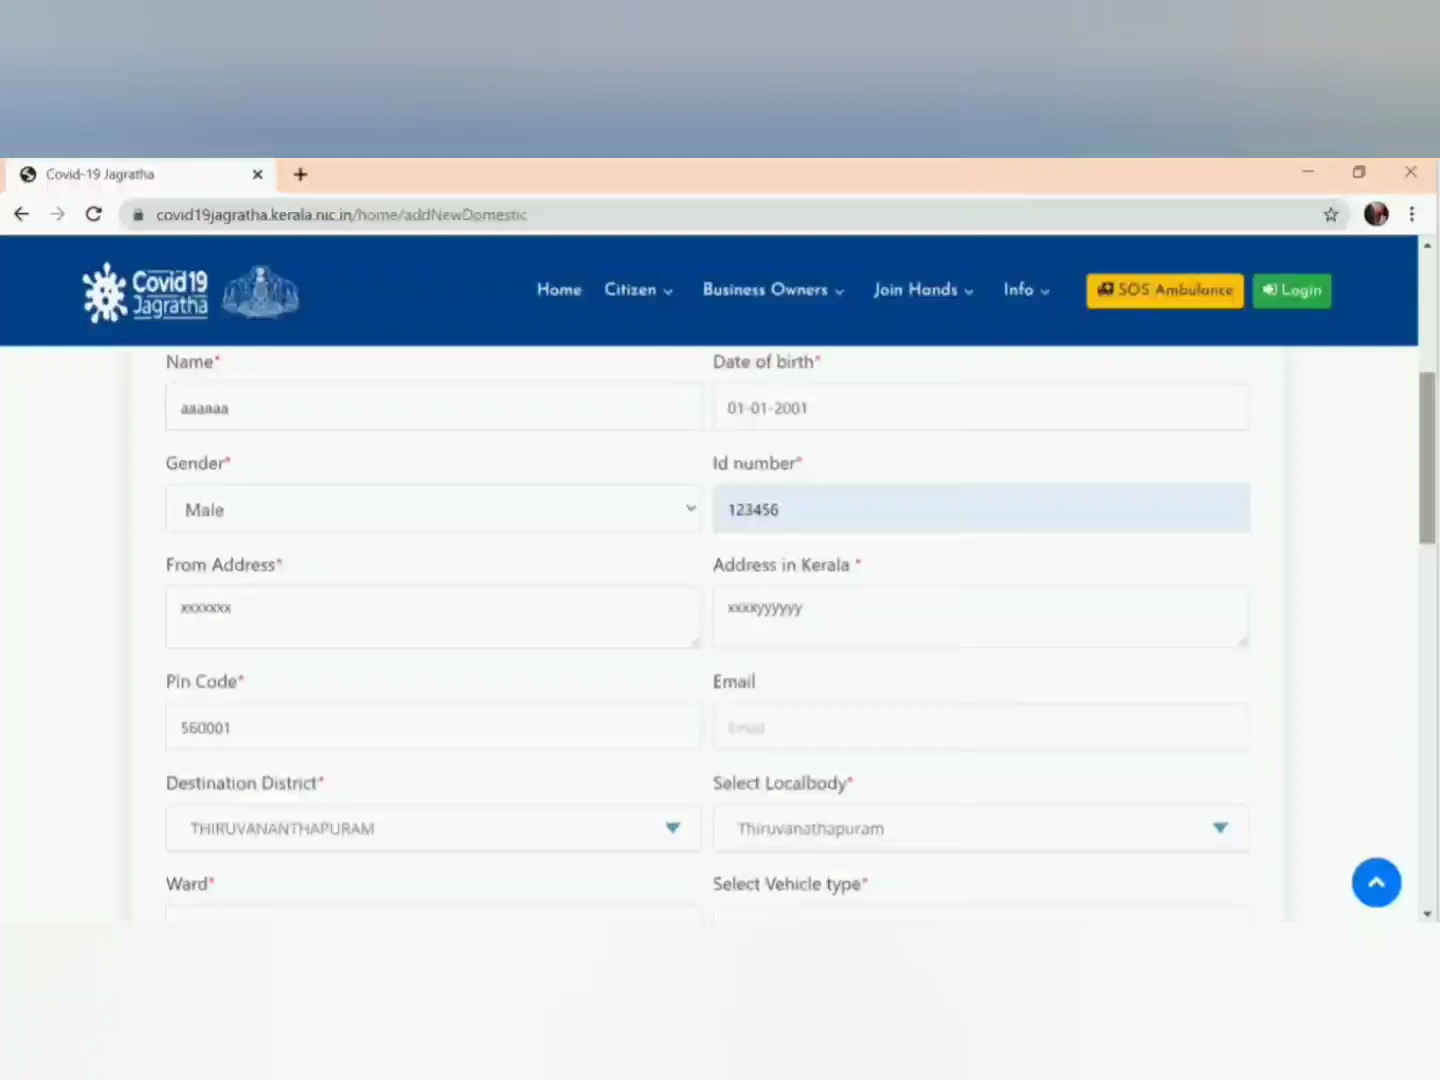 Covid-19 Jagratha
covid19jagratha.kerala.nic.in/home/addNewDomestic
Covid19 Jagratha
Home Citizen Business Owners Join Hands Info SOS Ambulance Login
Name* Date of birth*
aaaaaa 01-01-2001
Gender* Id number*
Male 123456
From Address* Address in Kerala *
xxxxxxx xxxxyyyyyy
Pin Code* Email
560001 Email
Destination District* Select Localbody*
THIRUVANANTHAPURAM Thiruvanathapuram
Ward* Select Vehicle type*